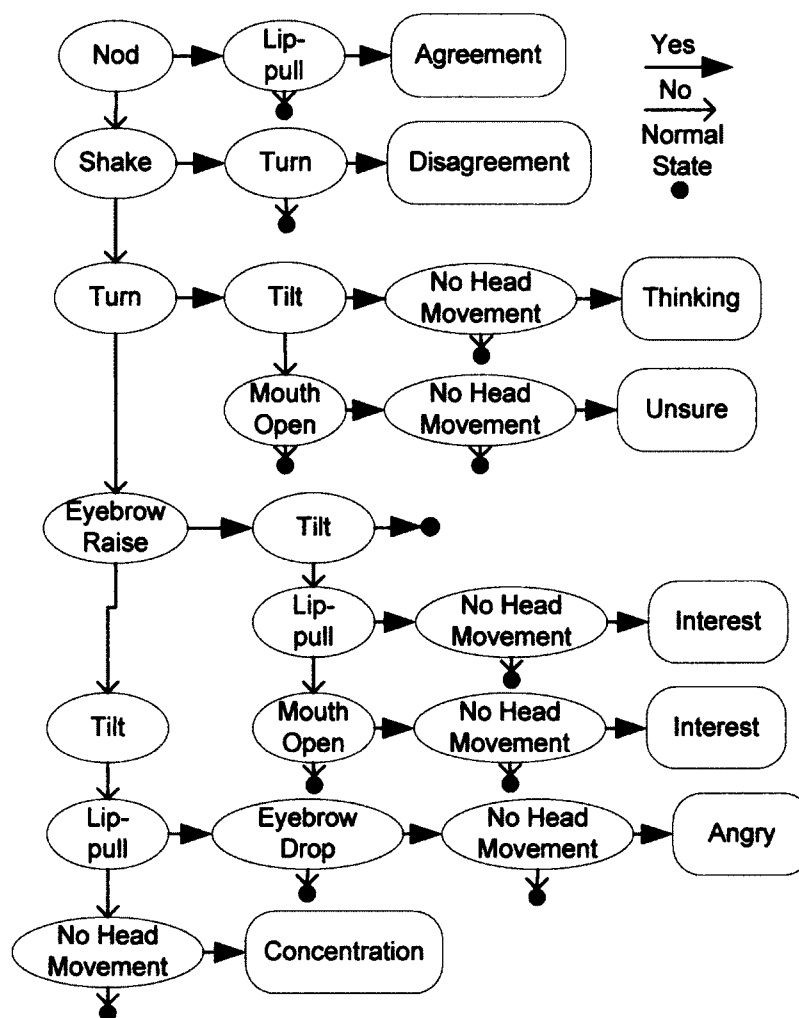 Nod
Lip-
pull
Agreement
Yes
No
Normal
State
Shake
Turn
Disagreement
Turn
Tilt
No Head
Movement
Thinking
Mouth
Open
No Head
Movement
Unsure
Eyebrow
Raise
Tilt
Lip-
pull
No Head
Movement
Interest
Tilt
Mouth
Open
No Head
Movement
Interest
Lip-
pull
Eyebrow
Drop
No Head
Movement
Angry
No Head
Movement
Concentration